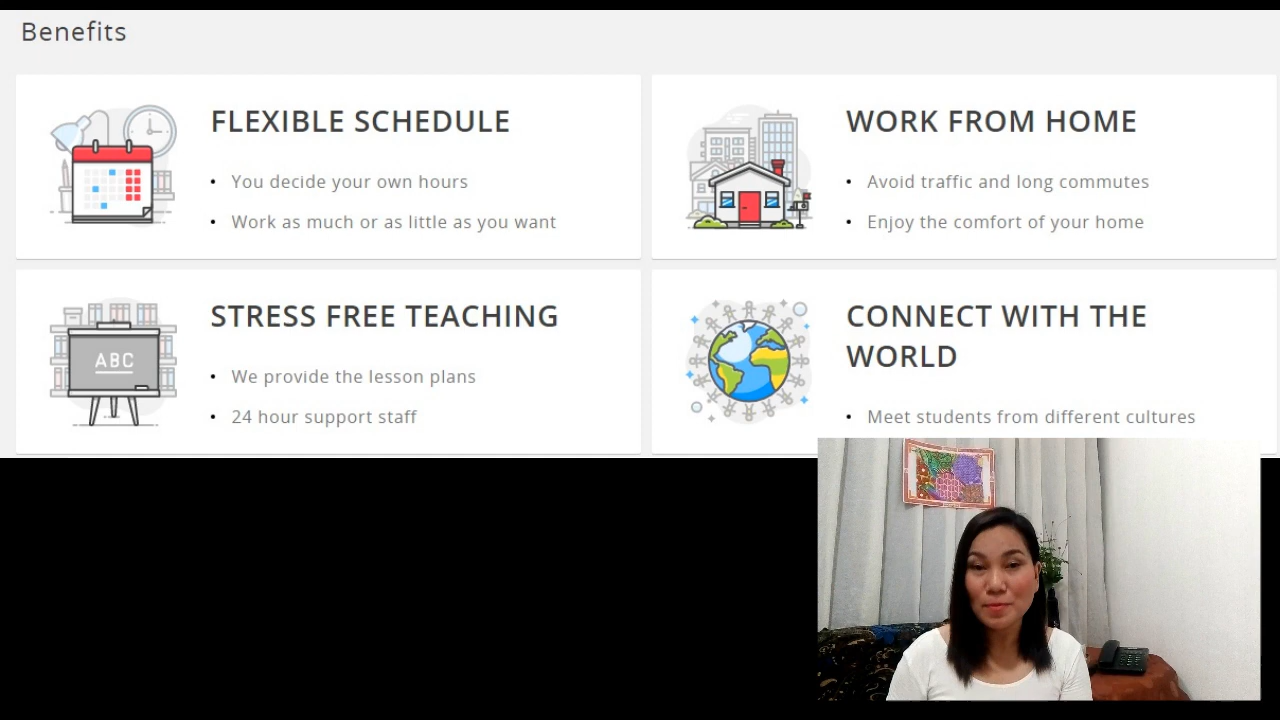 Benefits
FLEXIBLE SCHEDULE
• You decide your own hours
• Work as much or as little as you want
WORK FROM HOME
• Avoid traffic and long commutes
• Enjoy the comfort of your home
ABC
STRESS FREE TEACHING
• We provide the lesson plans
• 24 hour support staff
CONNECT WITH THE
WORLD
• Meet students from different cultures